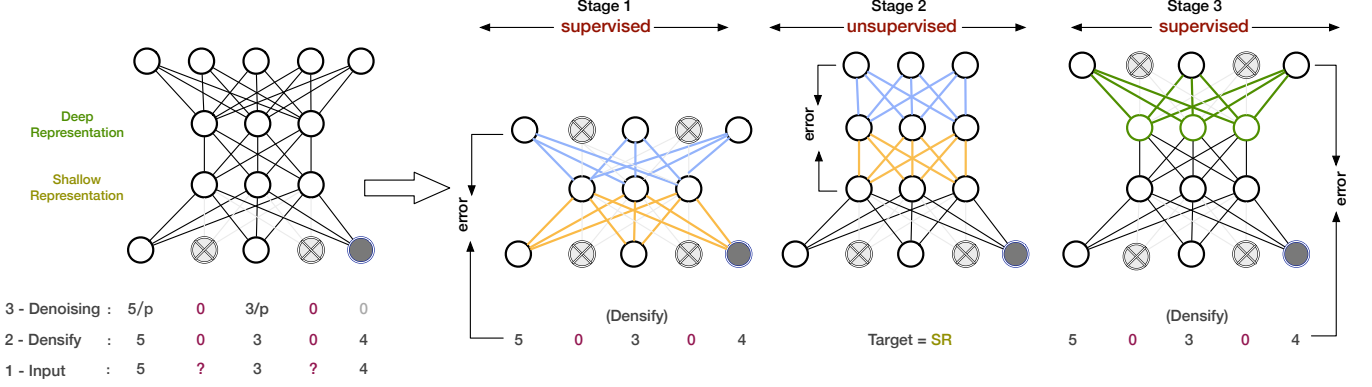 Stage 1
supervised
Stage 2
unsupervised
Stage 3
supervised
Deep
Representation
Shallow
Representation
error
error
error
3 - Denoising : 5/p 0 3/p 0 0
2 - Densify : 5 0 3 0 4
1 - Input : 5 ? 3 ? 4
(Densify)
5 0 3 0 4
Target = SR
(Densify)
5 0 3 0 4